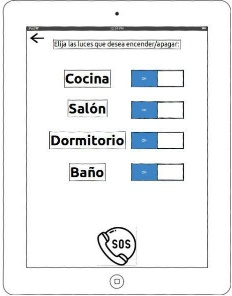 Elija las luces que desea encender/apagar:
Cocina
Salón
Dormitorio
Baño
SOS